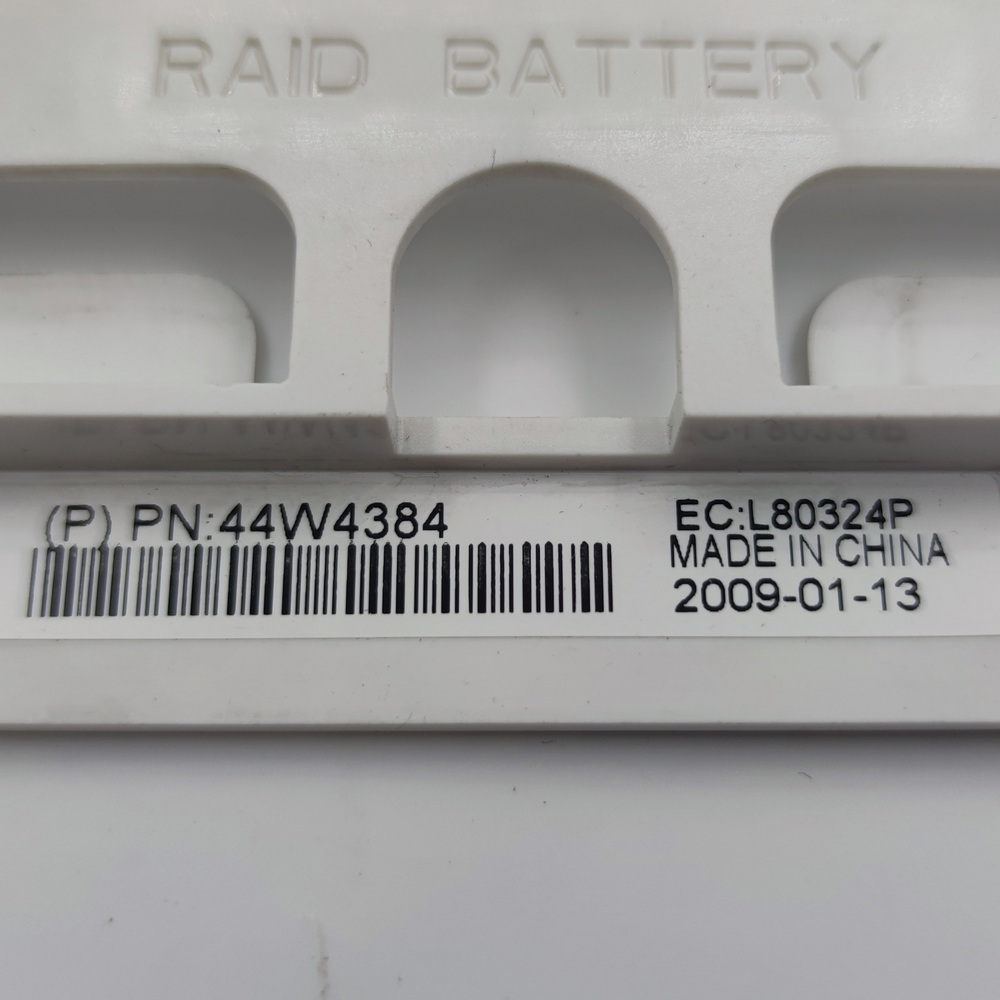 RAID BATTERY
(P) PN:44W4384
EC:L80324P
MADE IN CHINA
2009-01-13